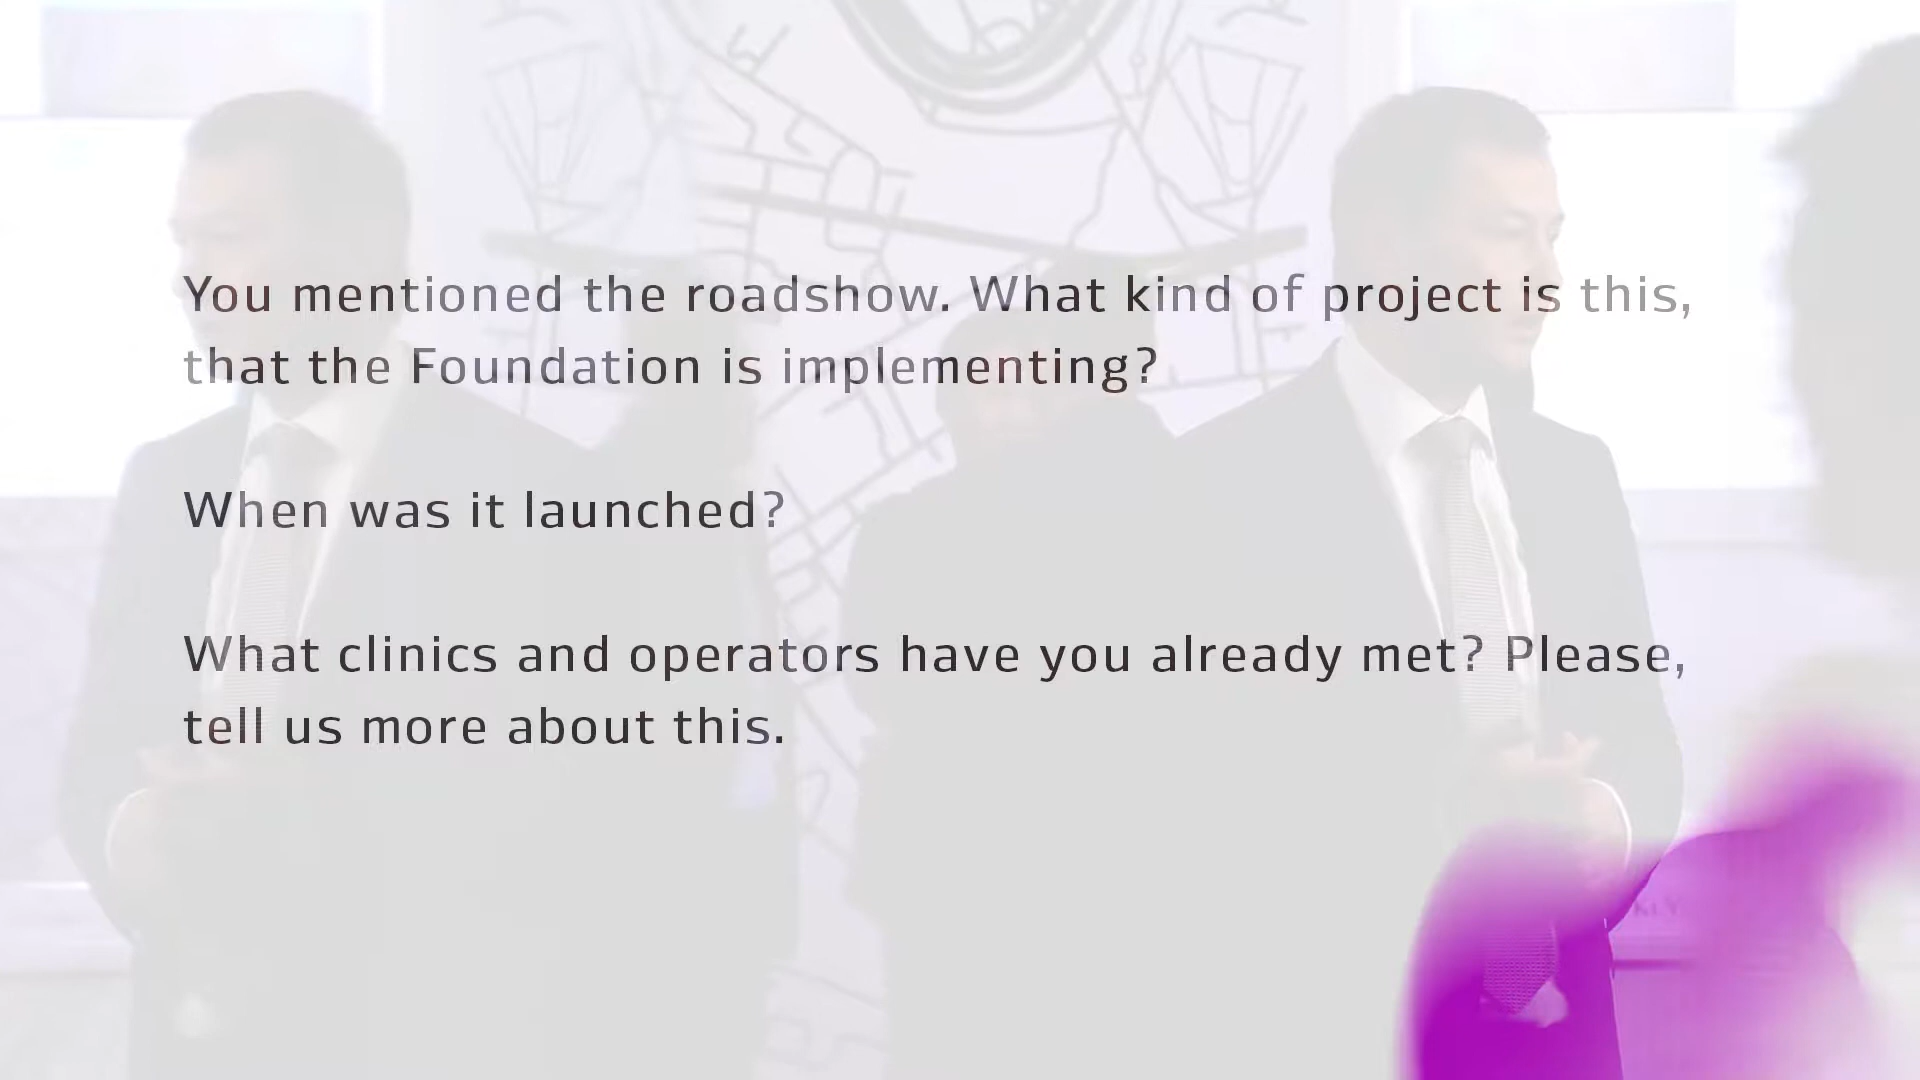 You mentioned the roadshow. What kind of project is this,
that the Foundation is implementing?
When was it launched?
What clinics and operators have you already met? Please,
tell us more about this.